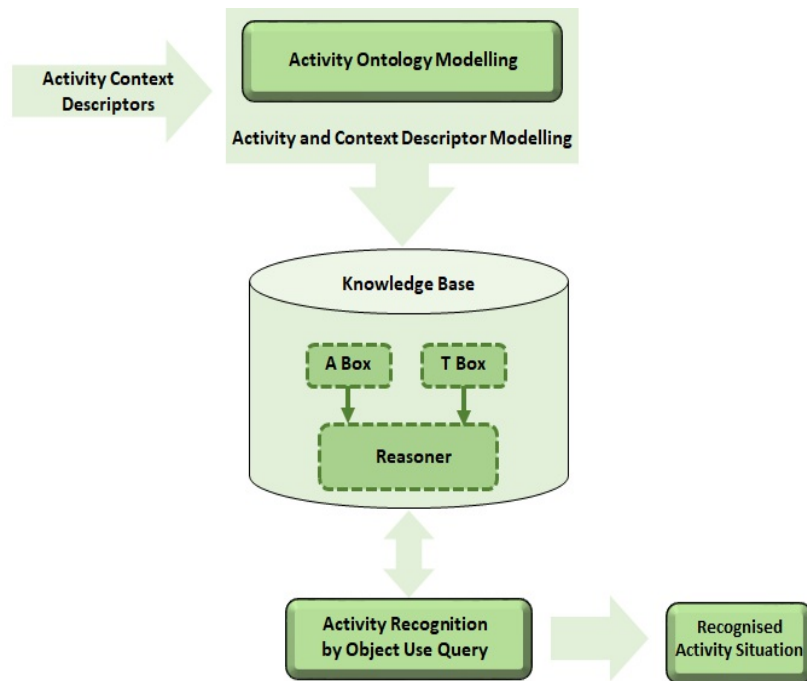 Activity Context
Descriptors
Activity Ontology Modelling
Activity and Context Descriptor Modelling
Knowledge Base
A Box
T Box
Reasoner
Activity Recognition
by Object Use Query
Recognised
Activity Situation